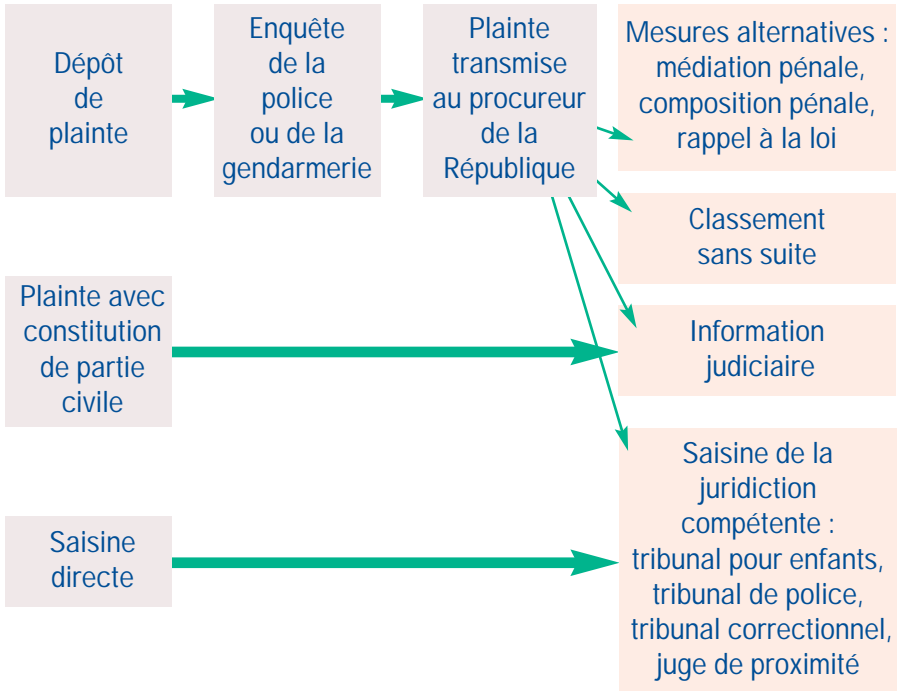 Dépôt
de
plainte
Enquête
de la
police
ou de la
gendarmerie
Plainte
transmise
au procureur
de la
République
Mesures alternatives :
médiation pénale,
composition pénale,
rappel à la loi
Classement
sans suite
Plainte avec
constitution
de partie
civile
Information
judiciaire
Saisine
directe
Saisine de la
juridiction
compétente :
tribunal pour enfants,
tribunal de police,
tribunal correctionnel,
juge de proximité